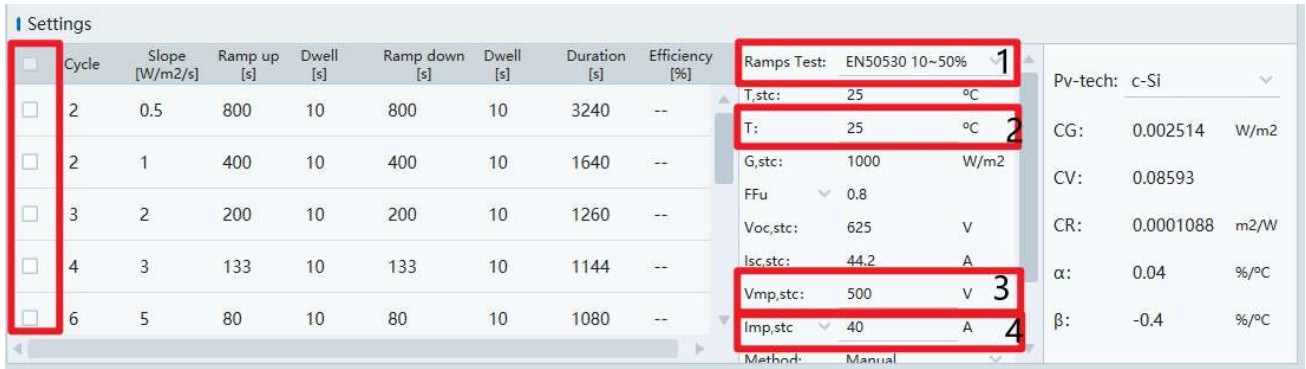 Settings
Cycle Slope [W/m2/s] Ramp up [s] Dwell [s] Ramp down [s] Dwell [s] Duration [s] Efficiency [%]
2 0.5 800 10 800 10 3240 --
2 1 400 10 400 10 1640 --
3 2 200 10 200 10 1260 --
4 3 133 10 133 10 1144 --
6 5 80 10 80 10 1080 --
Ramps Test: EN50530 10~50% 1
T,stc: 25 ºC
T: 25 ºC 2
G,stc: 1000 W/m2
FFu 0.8
Voc,stc: 625 V
Isc,stc: 44.2 A
Vmp,stc: 500 V 3
Imp,stc 40 A 4
Method: Manual
Pv-tech: c-Si
CG: 0.002514 W/m2
CV: 0.08593
CR: 0.0001088 m2/W
α: 0.04 %/ºC
β: -0.4 %/ºC